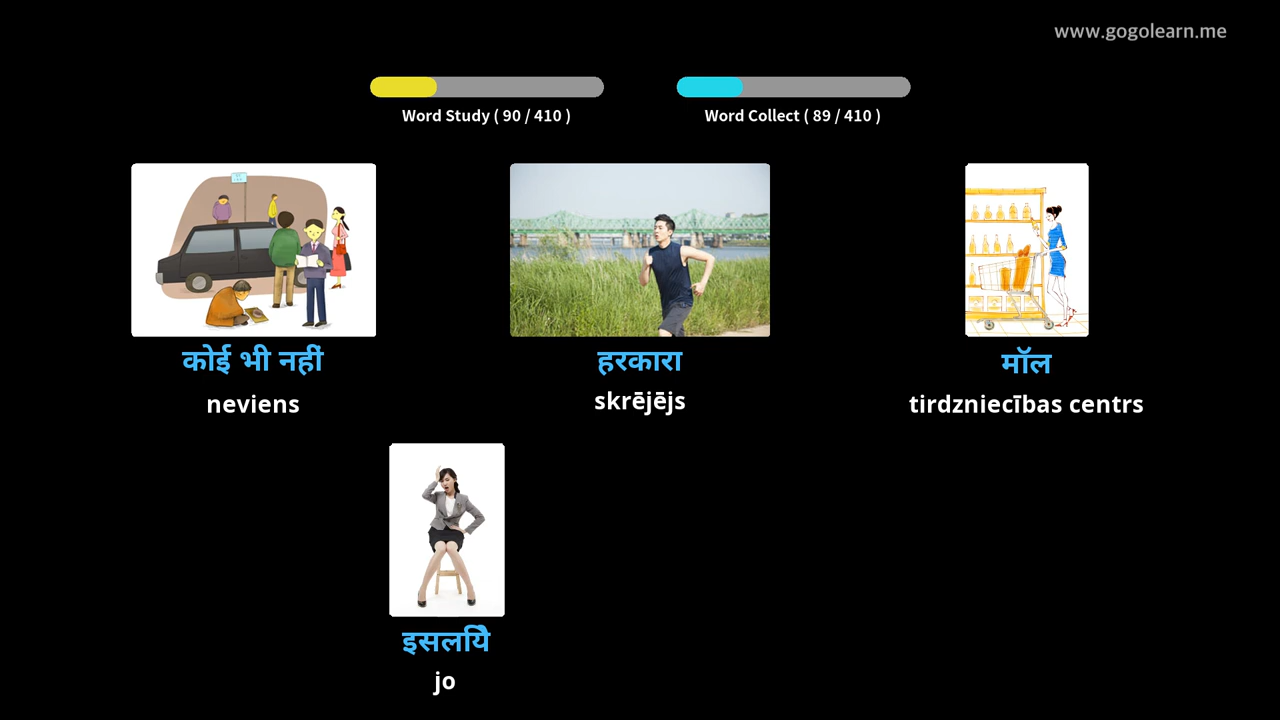 www.gogolearn.me
Word Study ( 90 / 410 )
Word Collect ( 89 / 410 )
कोई भी नहीं
neviens
हरकारा
skrējējs
मॉल
tirdzniecības centrs
इसलिये
jo